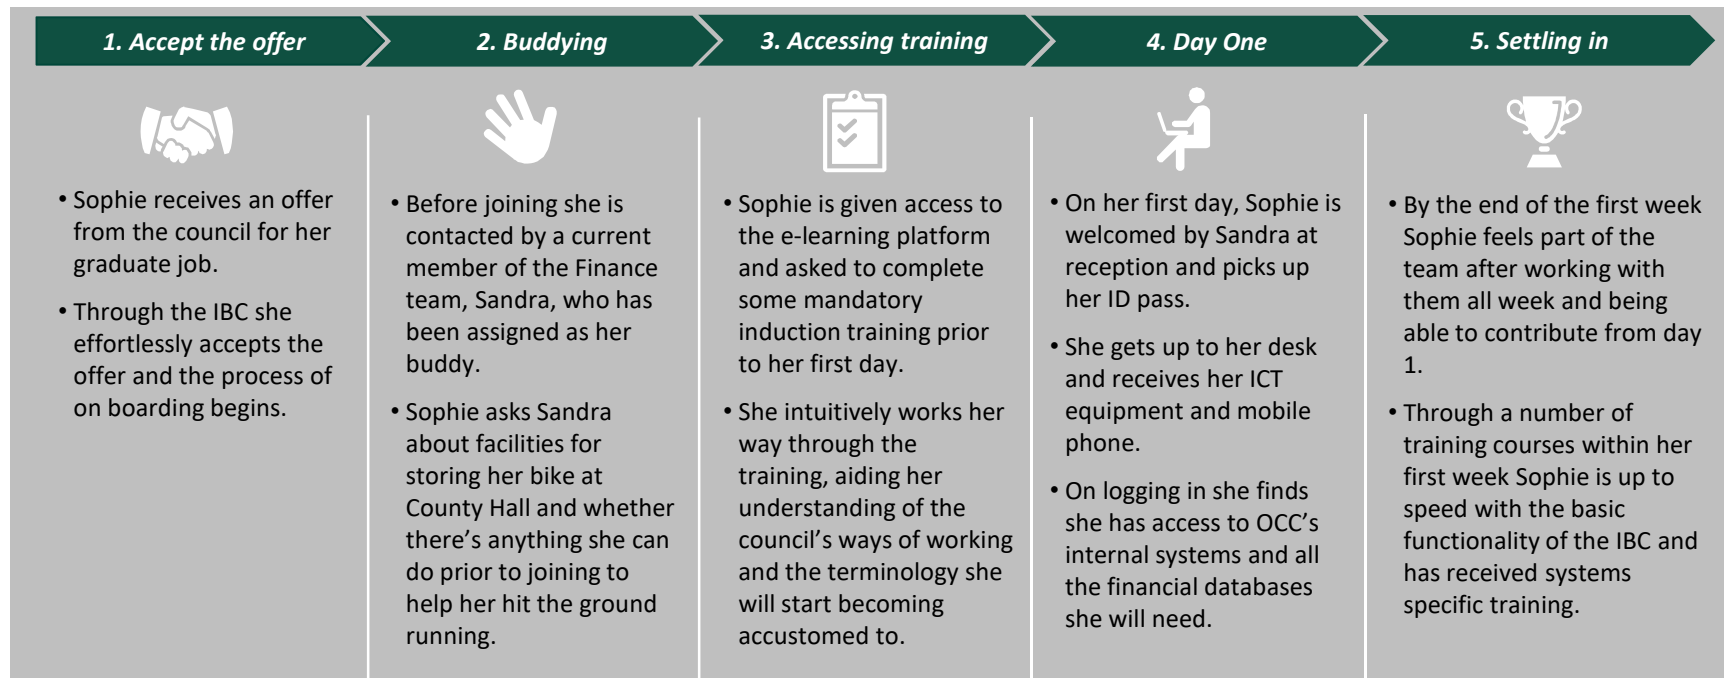 1. Accept the offer
2. Buddying
3. Accessing training
4. Day One
5. Settling in
• Sophie receives an offer
from the council for her
graduate job.
• Through the IBC she
effortlessly accepts the
offer and the process of
on boarding begins.
• Before joining she is
contacted by a current
member of the Finance
team, Sandra, who has
been assigned as her
buddy.
• Sophie asks Sandra
about facilities for
storing her bike at
County Hall and whether
there’s anything she can
do prior to joining to
help her hit the ground
running.
• Sophie is given access to
the e-learning platform
and asked to complete
some mandatory
induction training prior
to her first day.
• She intuitively works her
way through the
training, aiding her
understanding of the
council’s ways of working
and the terminology she
will start becoming
accustomed to.
• On her first day, Sophie is
welcomed by Sandra at
reception and picks up
her ID pass.
• She gets up to her desk
and receives her ICT
equipment and mobile
phone.
• On logging in she finds
she has access to OCC’s
internal systems and all
the financial databases
she will need.
• By the end of the first week
Sophie feels part of the
team after working with
them all week and being
able to contribute from day
1.
• Through a number of
training courses within her
first week Sophie is up to
speed with the basic
functionality of the IBC and
has received systems
specific training.